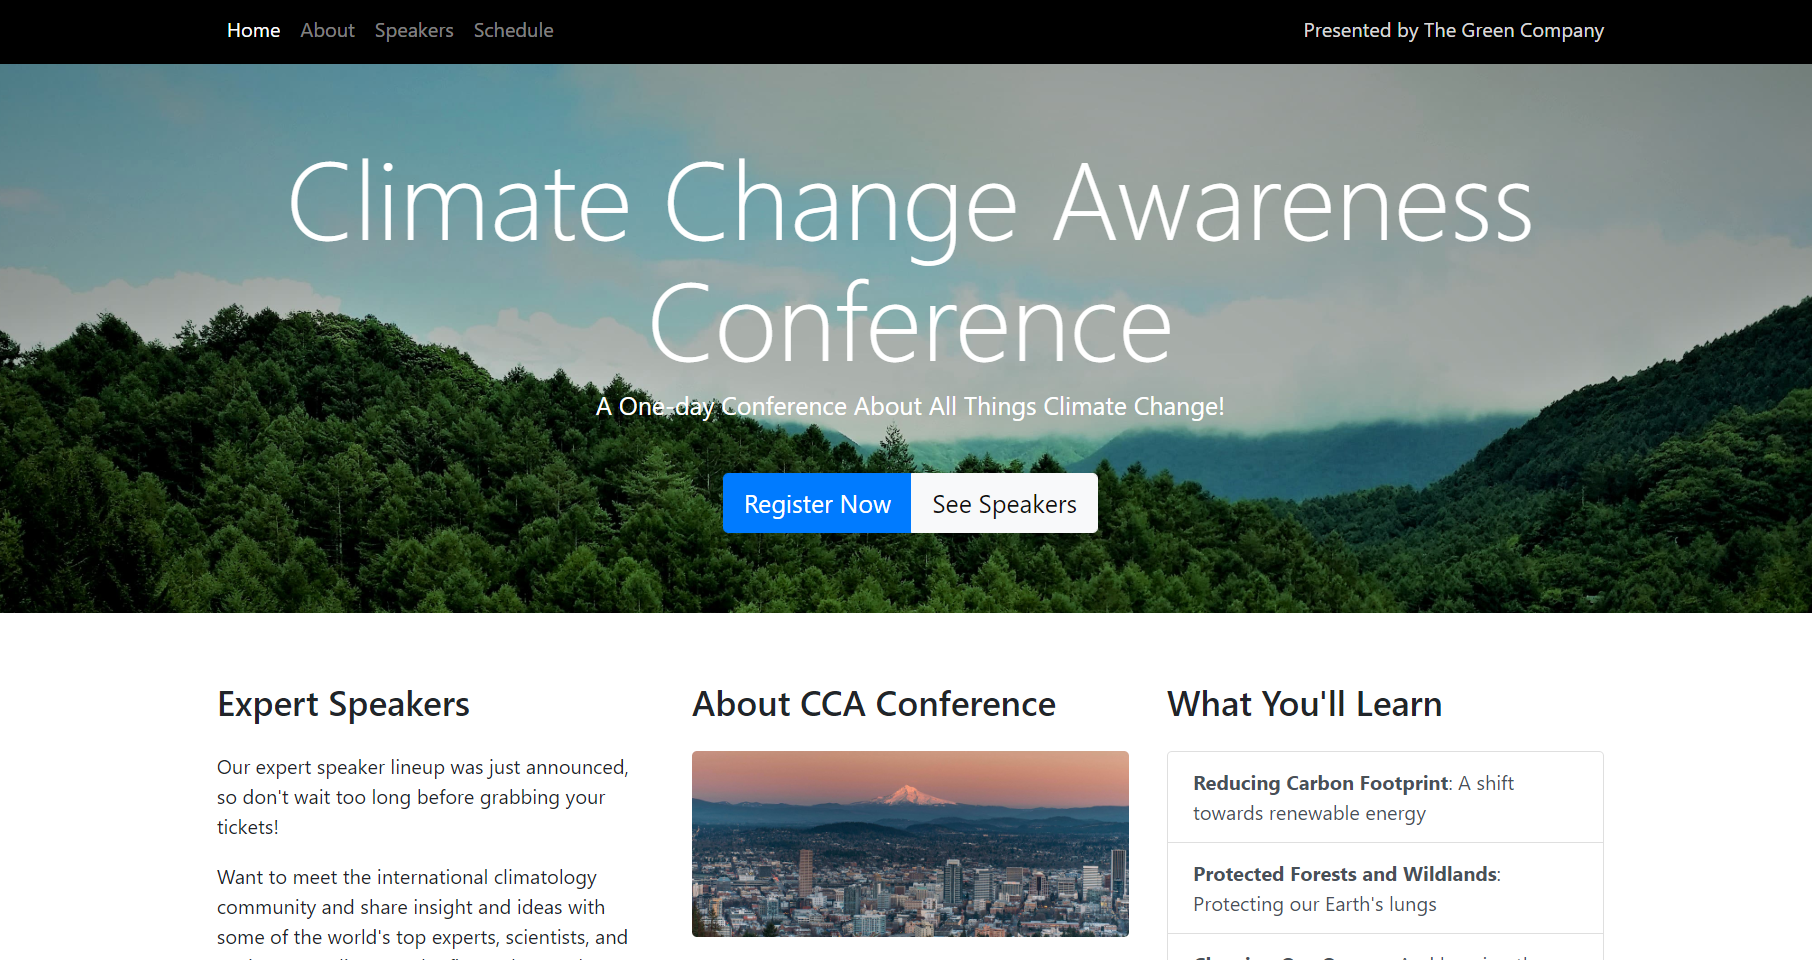 Home About Speakers Schedule
Presented by The Green Company
Climate Change Awareness
Conference
A One-day Conference About All Things Climate Change!
Register Now See Speakers
Expert Speakers
Our expert speaker lineup was just announced,
so don't wait too long before grabbing your
tickets!
Want to meet the international climatology
community and share insight and ideas with
some of the world's top experts, scientists, and
About CCA Conference
What You'll Learn
Reducing Carbon Footprint: A shift
towards renewable energy
Protected Forests and Wildlands:
Protecting our Earth's lungs